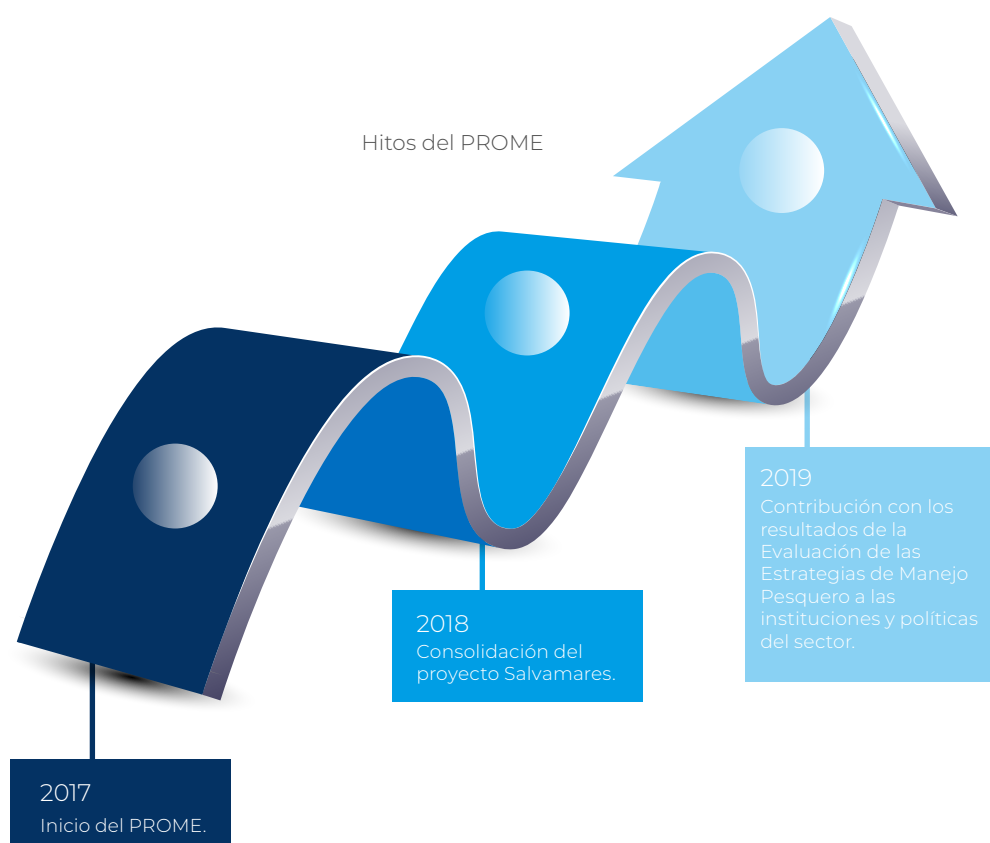 Hitos del PROME
2019
Contribución con los
resultados de la
Evaluación de las
Estrategias de Manejo
Pesquero a las
instituciones y políticas
del sector.
2018
Consolidación del
proyecto Salvamares.
2017
Inicio del PROME.